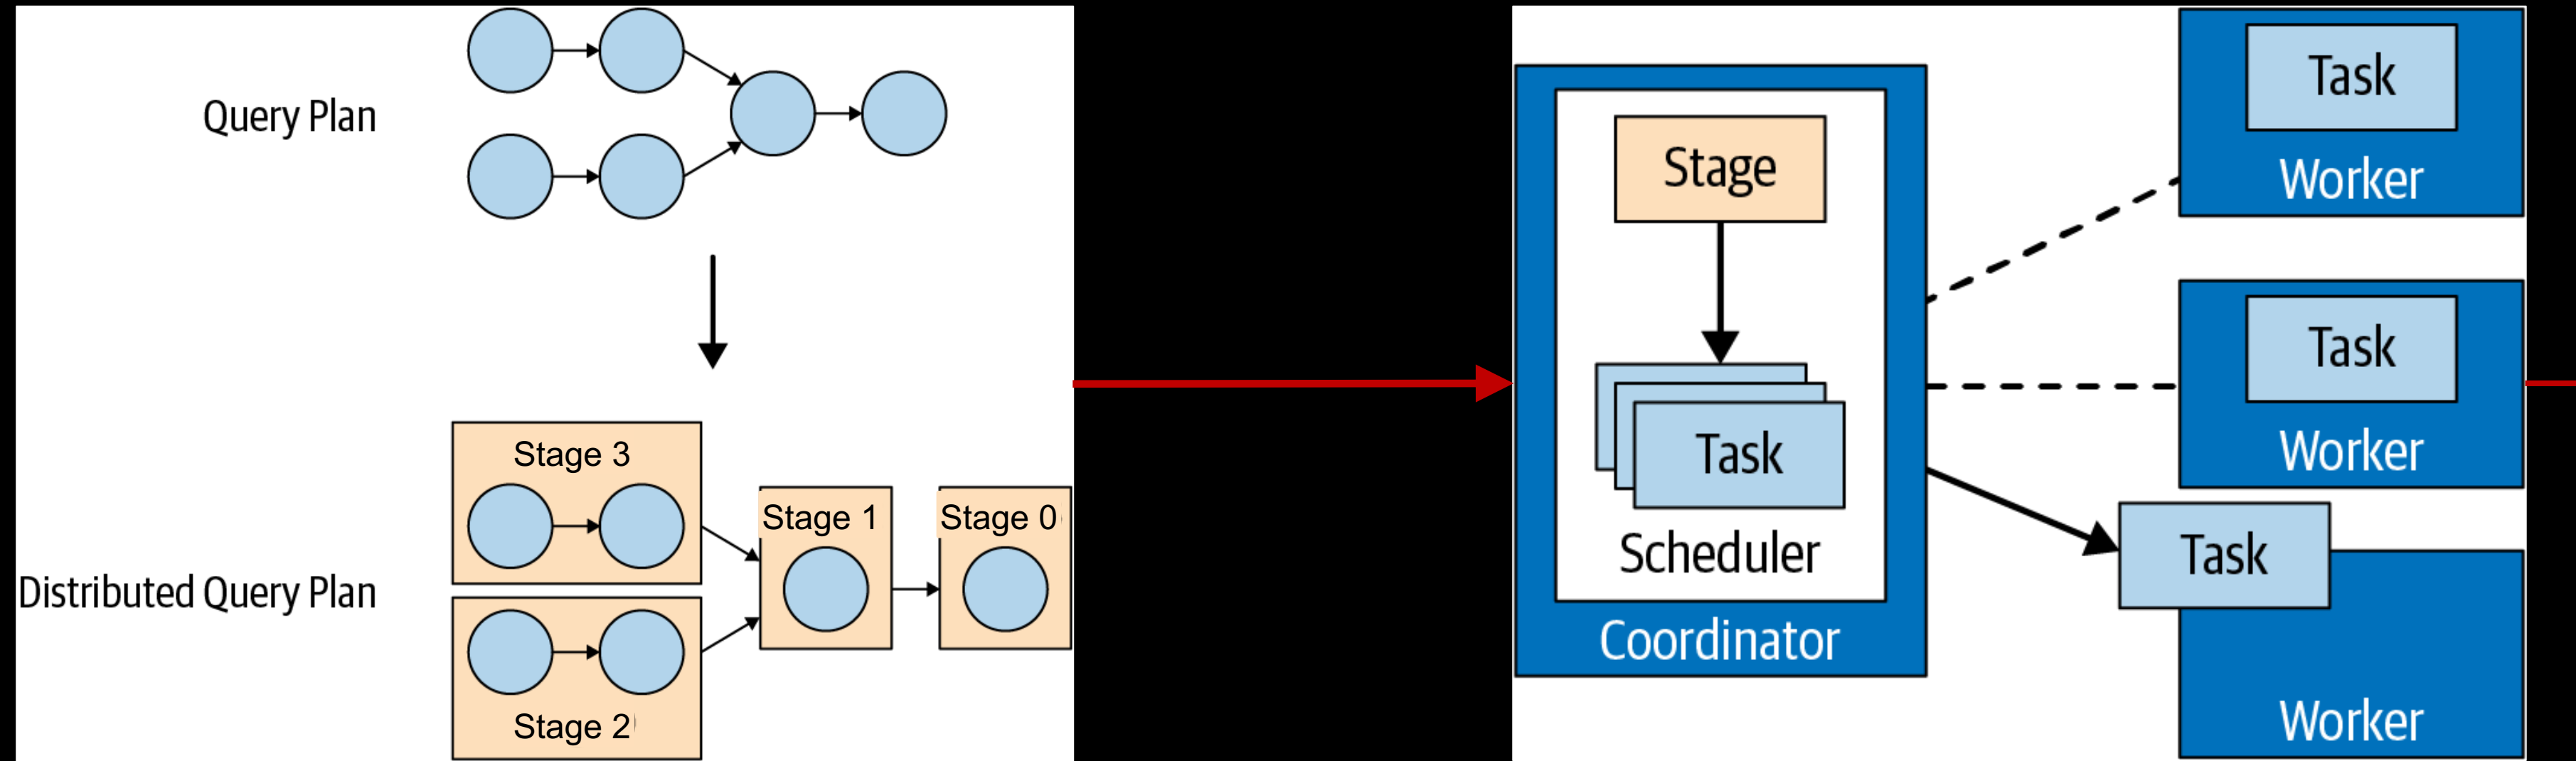 Query Plan
Distributed Query Plan
Stage 3
Stage 2
Stage 1
Stage 0
Stage
Task
Scheduler
Coordinator
Task
Worker
Task
Worker
Task
Worker